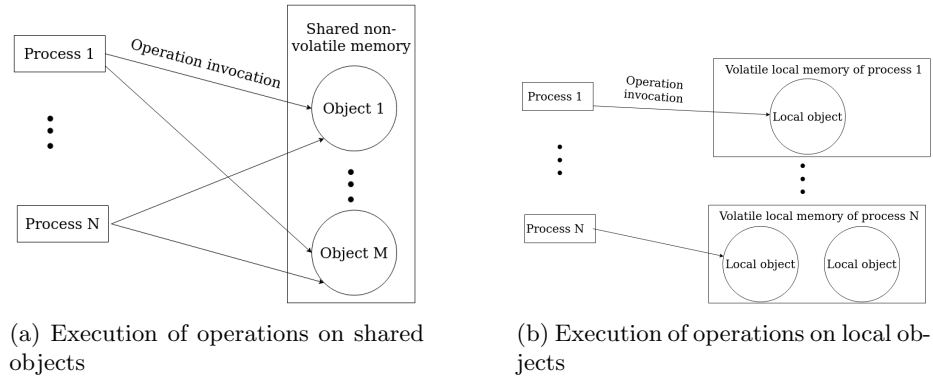 Shared non-
volatile memory
Process 1
Operation invocation
Object 1
Process N
Object M
(a) Execution of operations on shared
objects
Volatile local memory of process 1
Process 1
Operation
invocation
Local object
Volatile local memory of process N
Process N
Local object
Local object
(b) Execution of operations on local ob-
jects